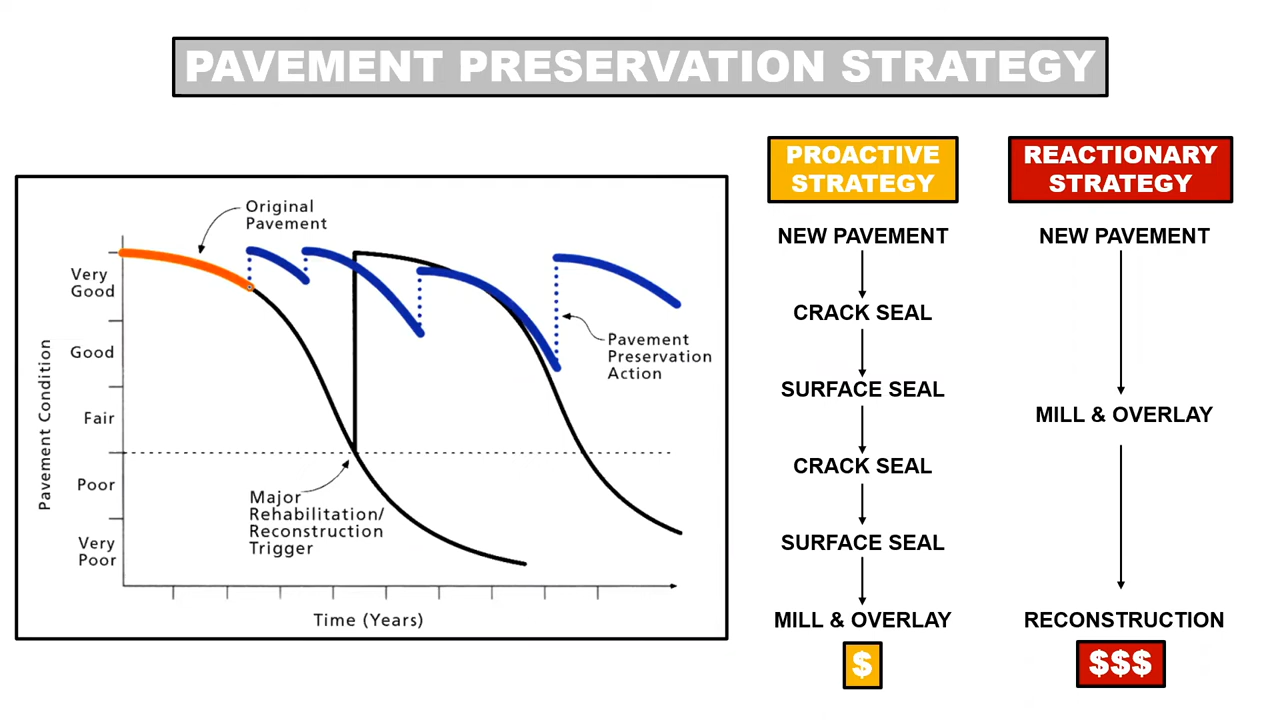 PAVEMENT PRESERVATION STRATEGY
Original
Pavement
Very
Good
Good
Fair
Poor
Very
Poor
Pavement Condition
Major
Rehabilitation/
Reconstruction
Trigger
Pavement
Preservation
Action
Time (Years)
PROACTIVE
STRATEGY
NEW PAVEMENT
CRACK SEAL
SURFACE SEAL
CRACK SEAL
SURFACE SEAL
MILL & OVERLAY
$
REACTIONARY
STRATEGY
NEW PAVEMENT
MILL & OVERLAY
RECONSTRUCTION
$$$